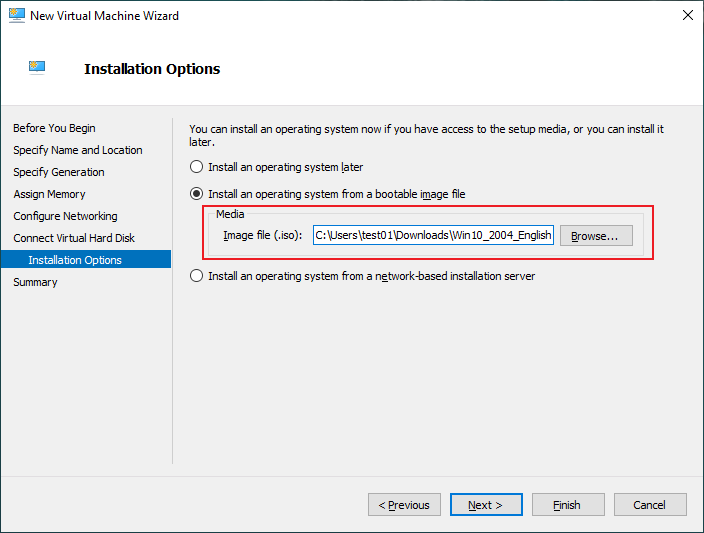 New Virtual Machine Wizard
Installation Options
Before You Begin
Specify Name and Location
Specify Generation
Assign Memory
Configure Networking
Connect Virtual Hard Disk
Installation Options
Summary
You can install an operating system now if you have access to the setup media, or you can install it
later.
Install an operating system later
Install an operating system from a bootable image file
Media
Image file (.iso): C:\Users\test01\Downloads\Win10_2004_English Browse...
Install an operating system from a network-based installation server
< Previous Next > Finish Cancel